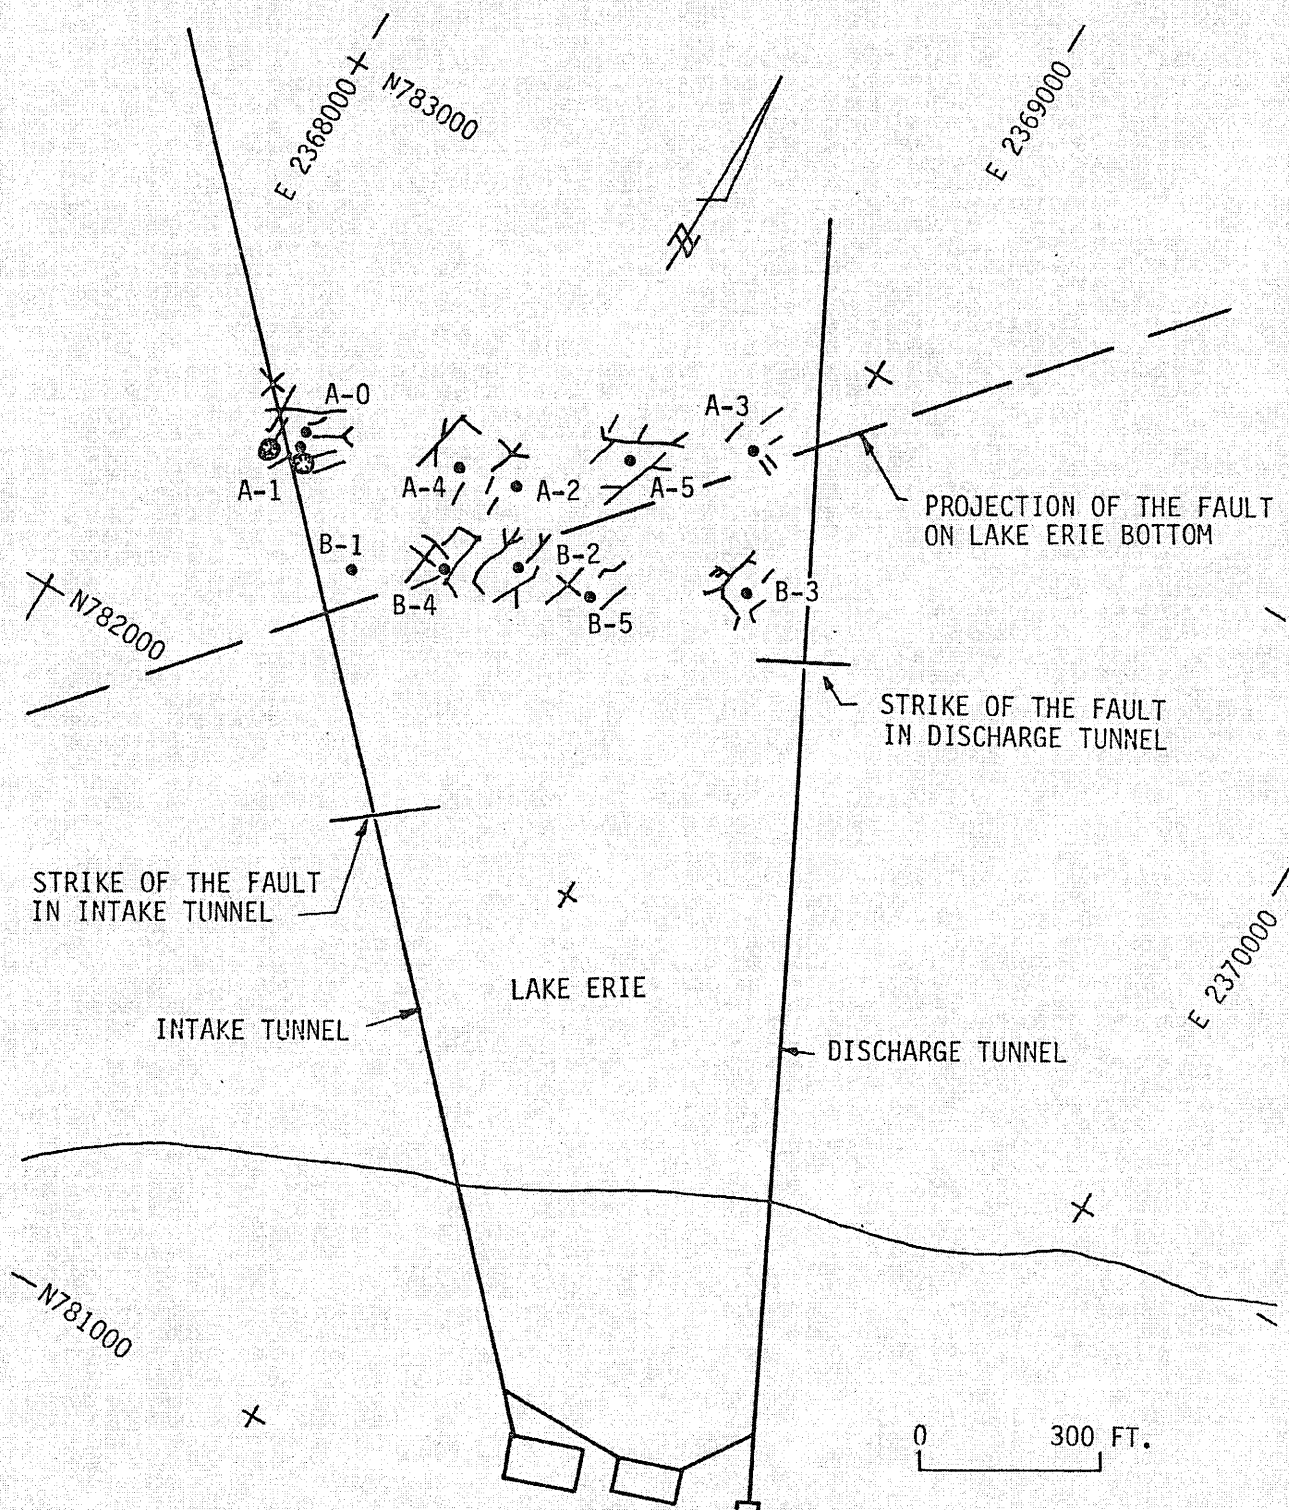 E 2368000
N783000
E 2369000
A-0
A-3
A-1
A-4
A-2
A-5
PROJECTION OF THE FAULT
ON LAKE ERIE BOTTOM
B-1
B-2
B-4
B-3
B-5
N782000
STRIKE OF THE FAULT
IN DISCHARGE TUNNEL
STRIKE OF THE FAULT
IN INTAKE TUNNEL
E 2370000
LAKE ERIE
INTAKE TUNNEL
DISCHARGE TUNNEL
N781000
0 300 FT.